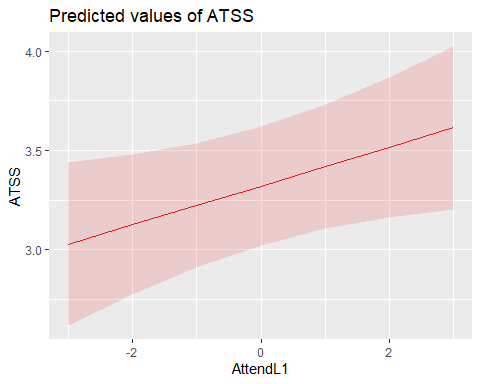 Predicted values of ATSS
4.0
3.5
3.0
ATSS
-2
0
2
AttendL1